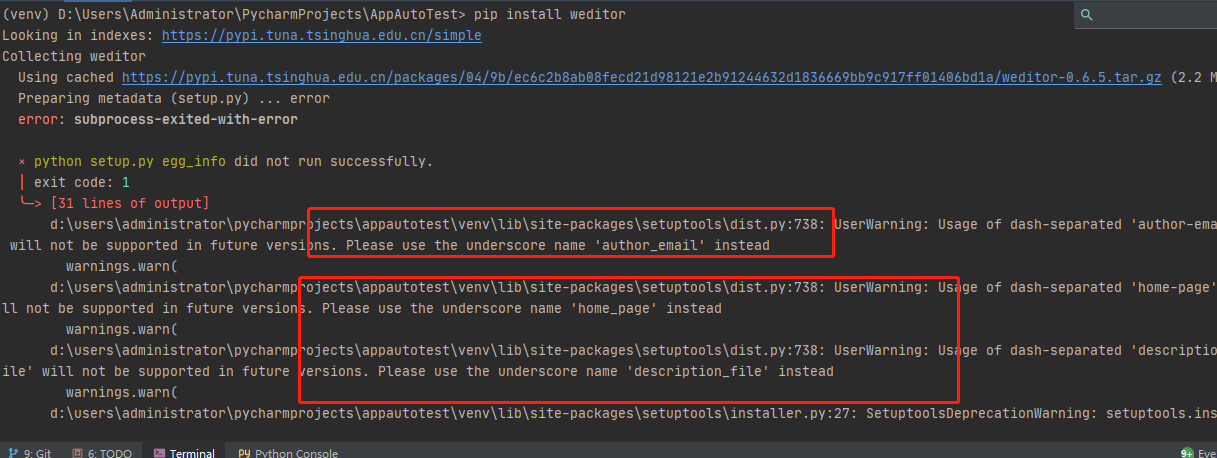 (venv) D:\Users\Administrator\PycharmProjects\AppAutoTest> pip install weditor
Looking in indexes: https://pypi.tuna.tsinghua.edu.cn/simple
Collecting weditor
Using cached https://pypi.tuna.tsinghua.edu.cn/packages/04/9b/ec6c2b8ab08fecd21d98121e2b91244632d1836669bb9c917ff01406bd1a/weditor-0.6.5.tar.gz (2.2 M
Preparing metadata (setup.py) ... error
error: subprocess-exited-with-error
× python setup.py egg_info did not run successfully.
│ exit code: 1
╰─> [31 lines of output]
d:\users\administrator\pycharmprojects\appautotest\venv\lib\site-packages\setuptools\dist.py:738: UserWarning: Usage of dash-separated 'author-ema
will not be supported in future versions. Please use the underscore name 'author_email' instead
warnings.warn(
d:\users\administrator\pycharmprojects\appautotest\venv\lib\site-packages\setuptools\dist.py:738: UserWarning: Usage of dash-separated 'home-page'
ll not be supported in future versions. Please use the underscore name 'home_page' instead
warnings.warn(
d:\users\administrator\pycharmprojects\appautotest\venv\lib\site-packages\setuptools\dist.py:738: UserWarning: Usage of dash-separated 'descriptio
ile' will not be supported in future versions. Please use the underscore name 'description_file' instead
warnings.warn(
d:\users\administrator\pycharmprojects\appautotest\venv\lib\site-packages\setuptools\installer.py:27: SetuptoolsDeprecationWarning: setuptools.ins
9: Git 6: TODO Terminal Python Console 9+ Eve